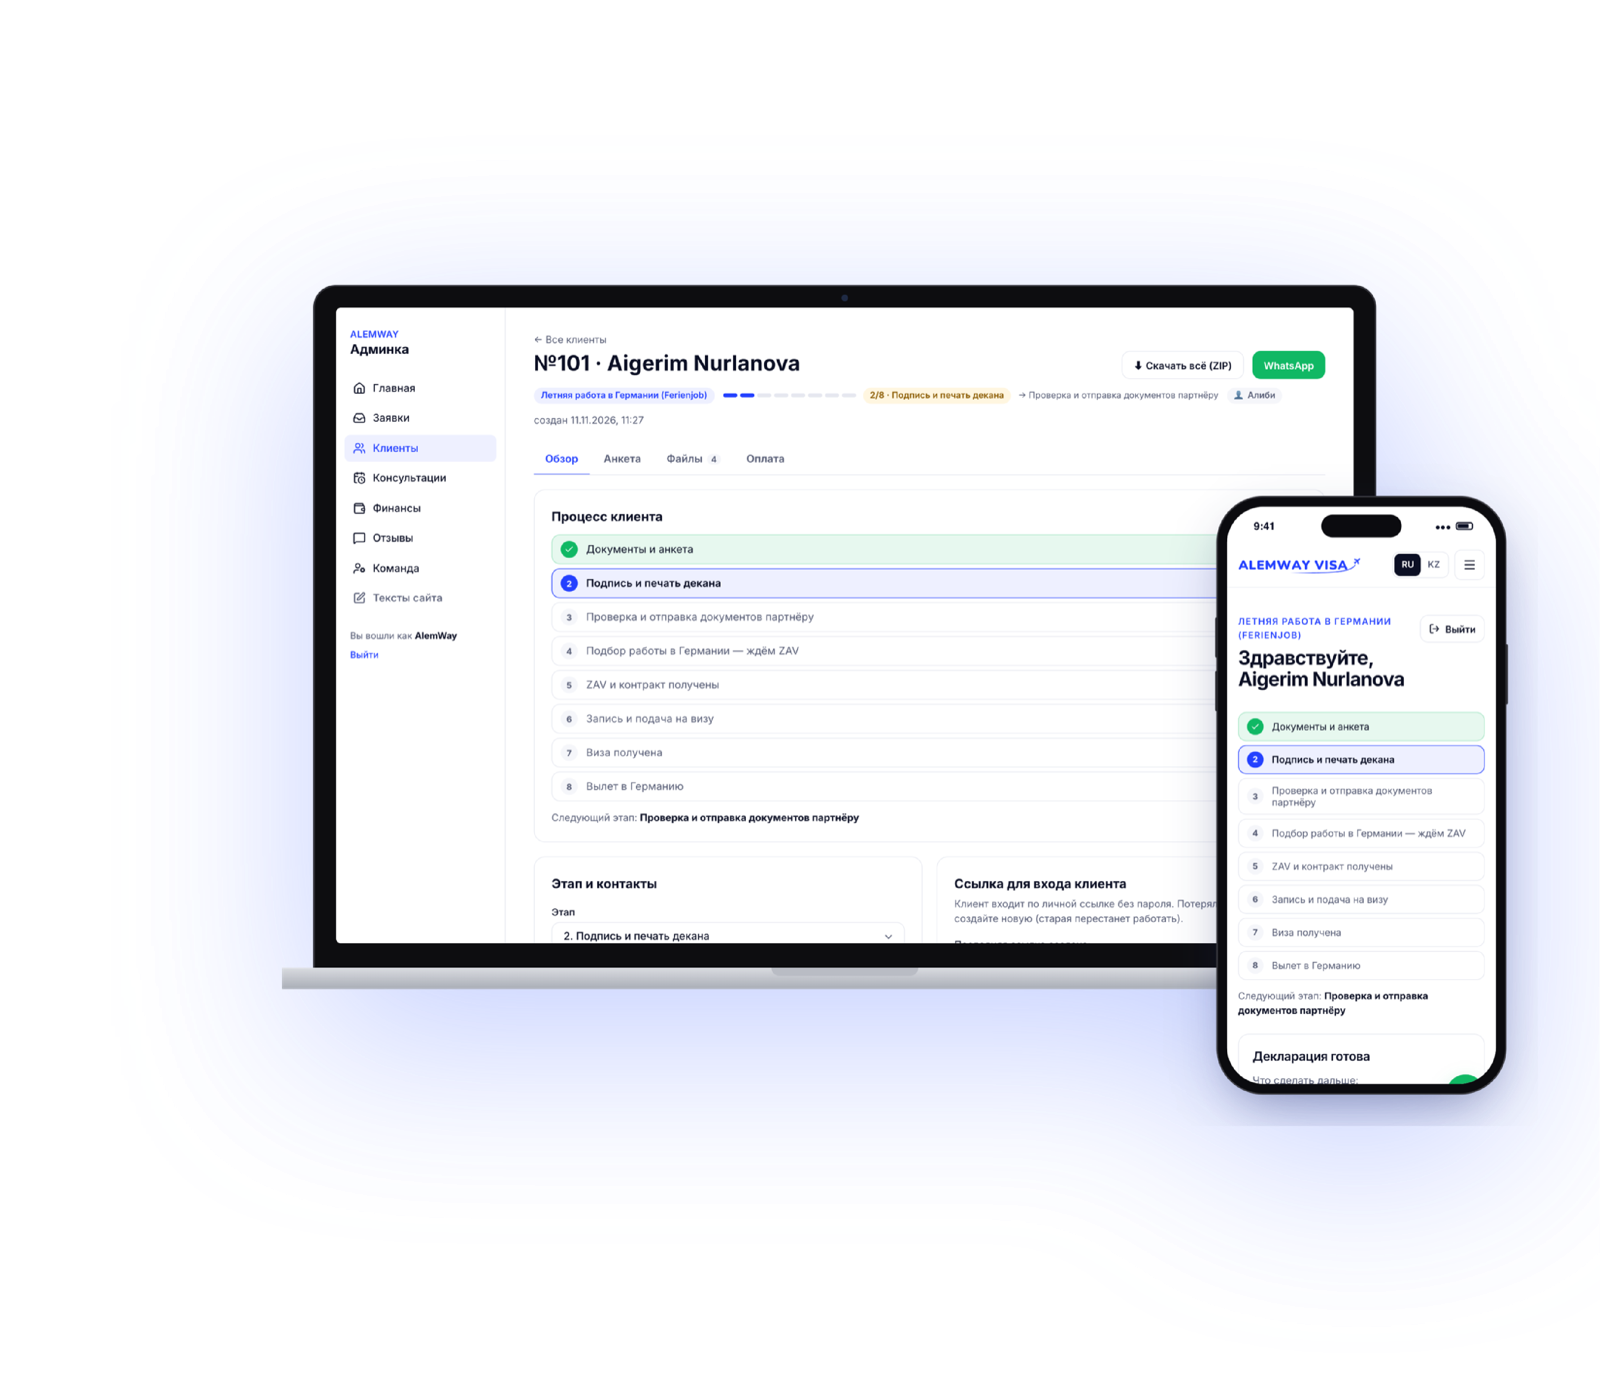 ALEMWAY
Админка
Главная
Заявки
Клиенты
Консультации
Финансы
Отзывы
Команда
Тексты сайта
Вы вошли как AlemWay
Выйти
← Все клиенты
№101 · Aigerim Nurlanova
⬇ Скачать всё (ZIP)
WhatsApp
Летняя работа в Германии (Ferienjob)
2/8 · Подпись и печать декана
→ Проверка и отправка документов партнёру
👤 Алиби
создан 11.11.2026, 11:27
Обзор
Анкета
Файлы 4
Оплата
Процесс клиента
Документы и анкета
2 Подпись и печать декана
3 Проверка и отправка документов партнёру
4 Подбор работы в Германии — ждём ZAV
5 ZAV и контракт получены
6 Запись и подача на визу
7 Виза получена
8 Вылет в Германию
Следующий этап: Проверка и отправка документов партнёру
Этап и контакты
Этап
2. Подпись и печать декана
Ссылка для входа клиента
Клиент входит по личной ссылке без пароля. Потерял
создайте новую (старая перестанет работать).
9:41
ALEMWAY VISA
RU
KZ
ЛЕТНЯЯ РАБОТА В ГЕРМАНИИ
(FERIENJOB)
Выйти
Здравствуйте,
Aigerim Nurlanova
Документы и анкета
2 Подпись и печать декана
3 Проверка и отправка документов
партнёру
4 Подбор работы в Германии — ждём ZAV
5 ZAV и контракт получены
6 Запись и подача на визу
7 Виза получена
8 Вылет в Германию
Следующий этап: Проверка и отправка
документов партнёру
Декларация готова
Что сделать дальше: